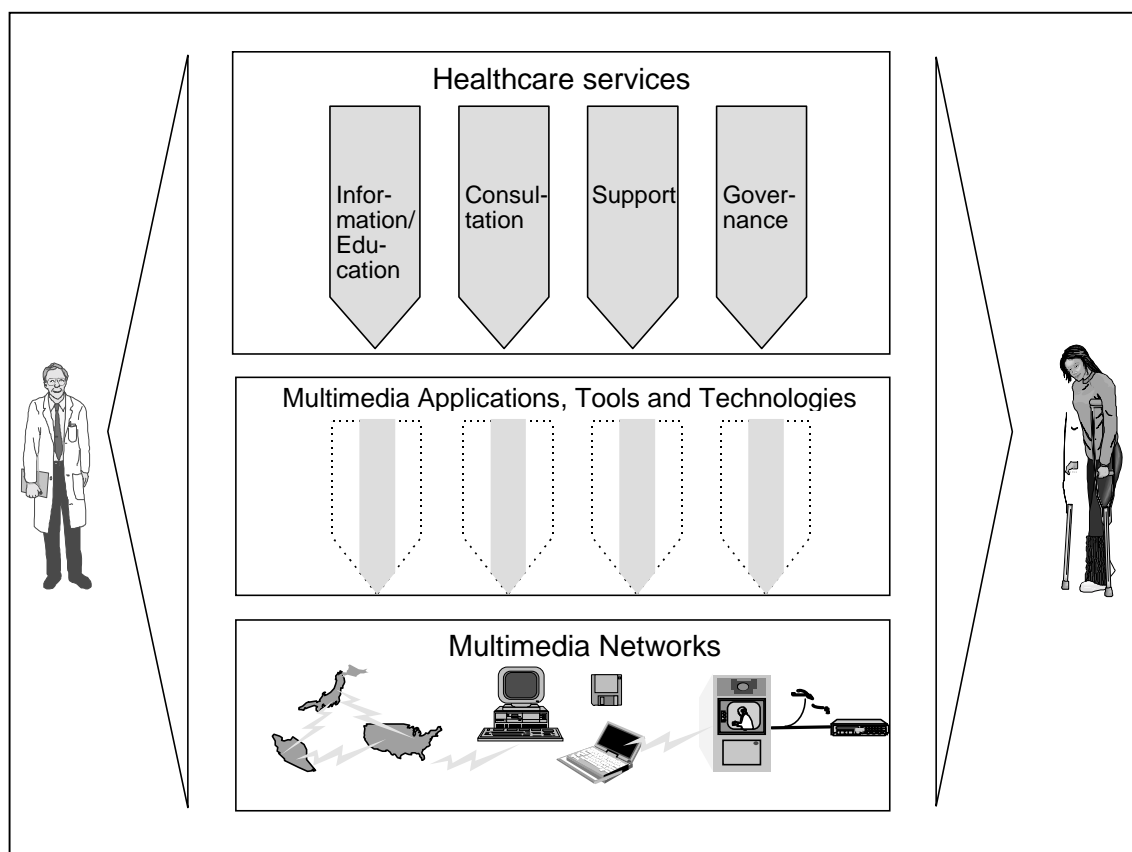 Healthcare services
Infor-
mation/
Edu-
cation
Consul-
tation
Support
Gover-
nance
Multimedia Applications, Tools and Technologies
Multimedia Networks